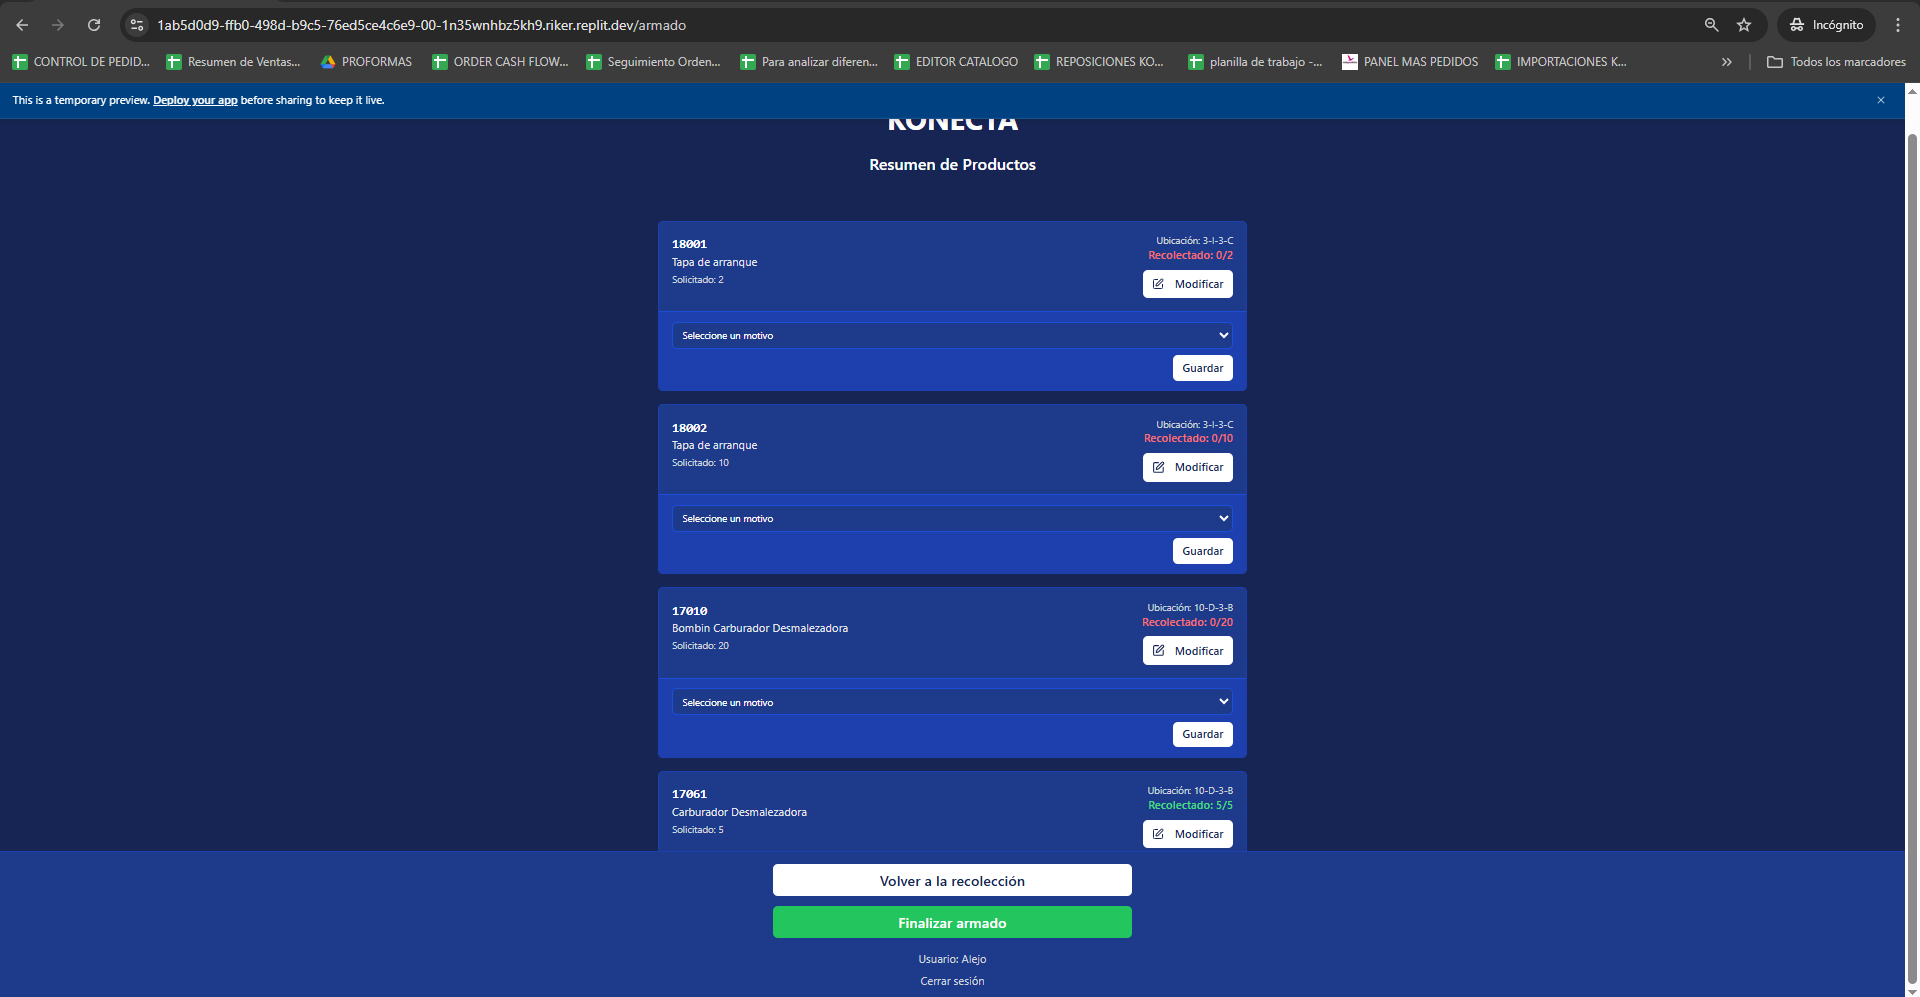 1ab5d0d9-ffb0-498d-b9c5-76ed5ce4c6e9-00-1n35wnhbz5kh9.riker.replit.dev/armado
Incógnito
CONTROL DE PEDID...
Resumen de Ventas...
PROFORMAS
ORDER CASH FLOW...
Seguimiento Orden...
Para analizar diferen...
EDITOR CATALOGO
REPOSICIONES KO...
planilla de trabajo -...
PANEL MAS PEDIDOS
IMPORTACIONES K...
Todos los marcadores
This is a temporary preview. Deploy your app before sharing to keep it live.
KONECTA
Resumen de Productos
18001
Tapa de arranque
Solicitado: 2
Ubicación: 3-I-3-C
Recolectado: 0/2
Modificar
Seleccione un motivo
Guardar
18002
Tapa de arranque
Solicitado: 10
Ubicación: 3-I-3-C
Recolectado: 0/10
Modificar
Seleccione un motivo
Guardar
17010
Bombin Carburador Desmalezadora
Solicitado: 20
Ubicación: 10-D-3-B
Recolectado: 0/20
Modificar
Seleccione un motivo
Guardar
17061
Carburador Desmalezadora
Solicitado: 5
Ubicación: 10-D-3-B
Recolectado: 5/5
Modificar
Volver a la recolección
Finalizar armado
Usuario: Alejo
Cerrar sesión